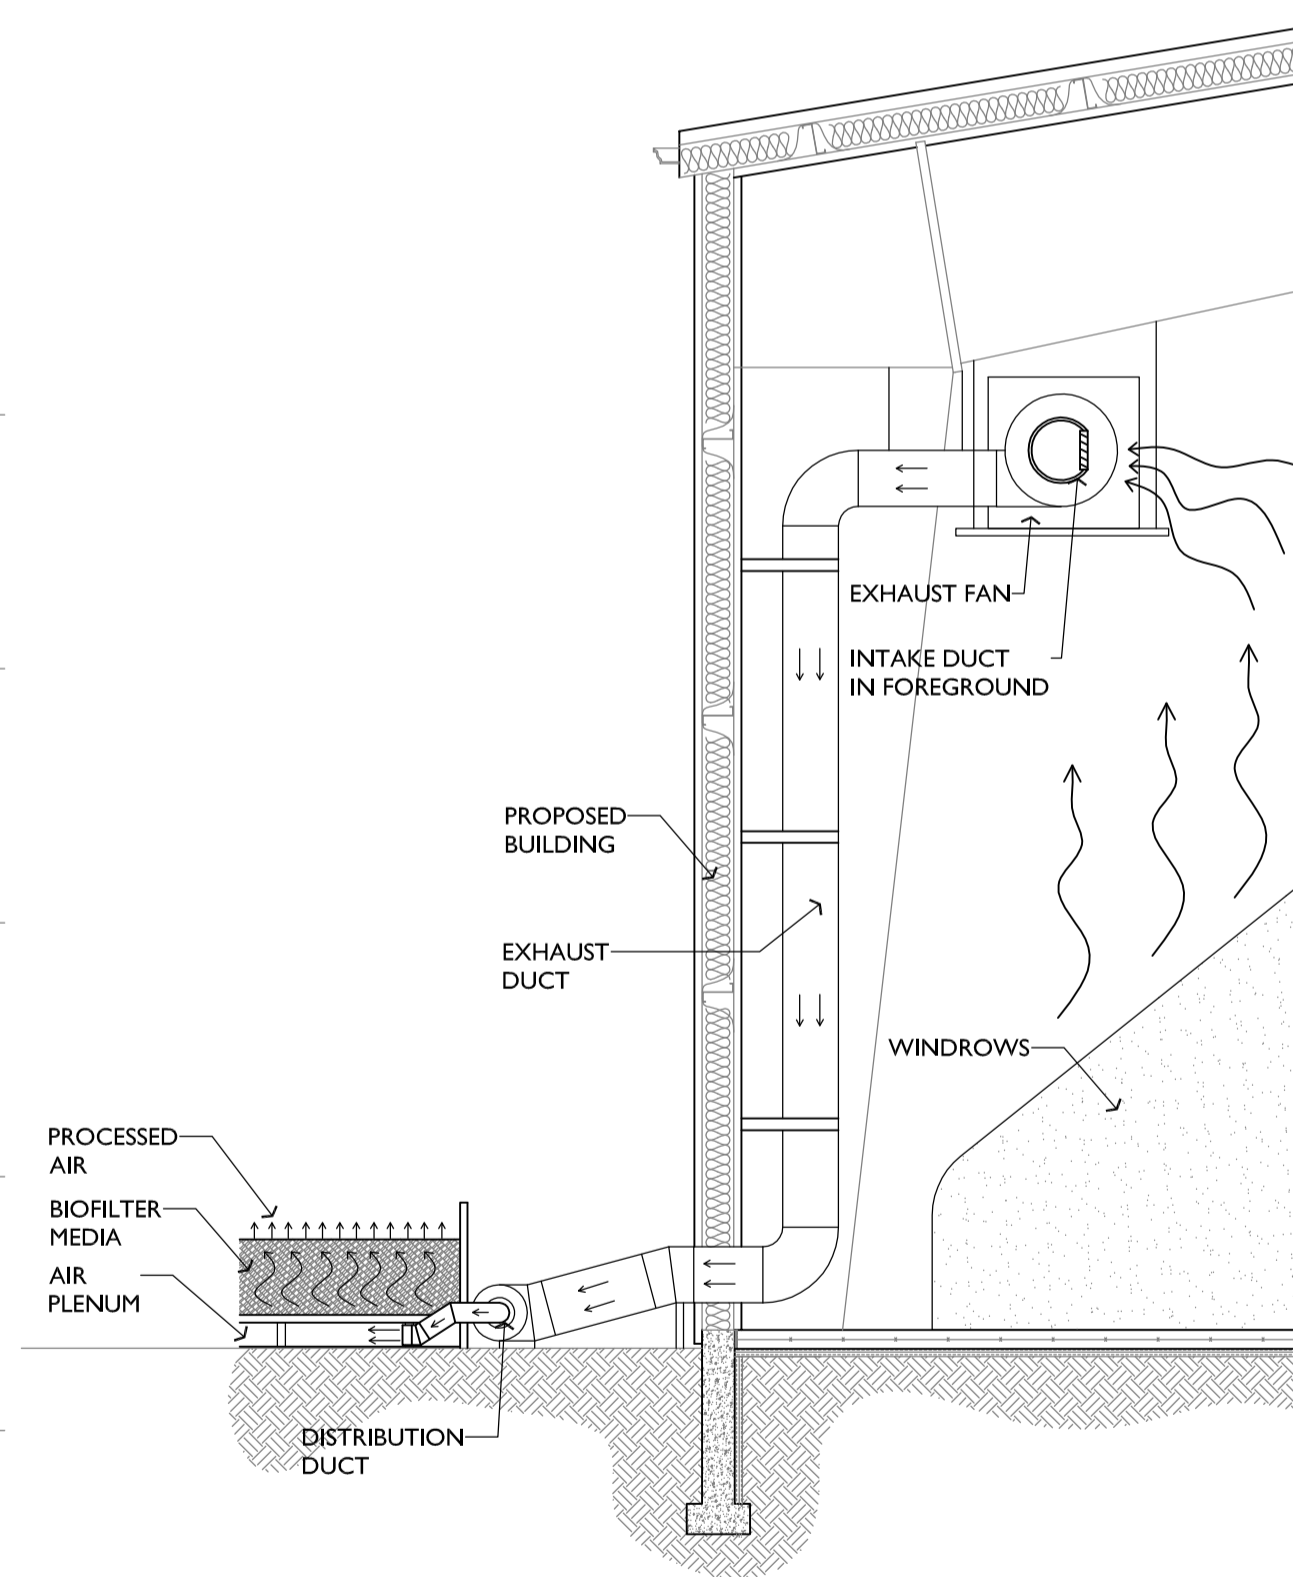 EXHAUST FAN
INTAKE DUCT
IN FOREGROUND
PROPOSED
BUILDING
EXHAUST
DUCT
WINDROWS
PROCESSED
AIR
BIOFILTER
MEDIA
AIR
PLENUM
DISTRIBUTION
DUCT